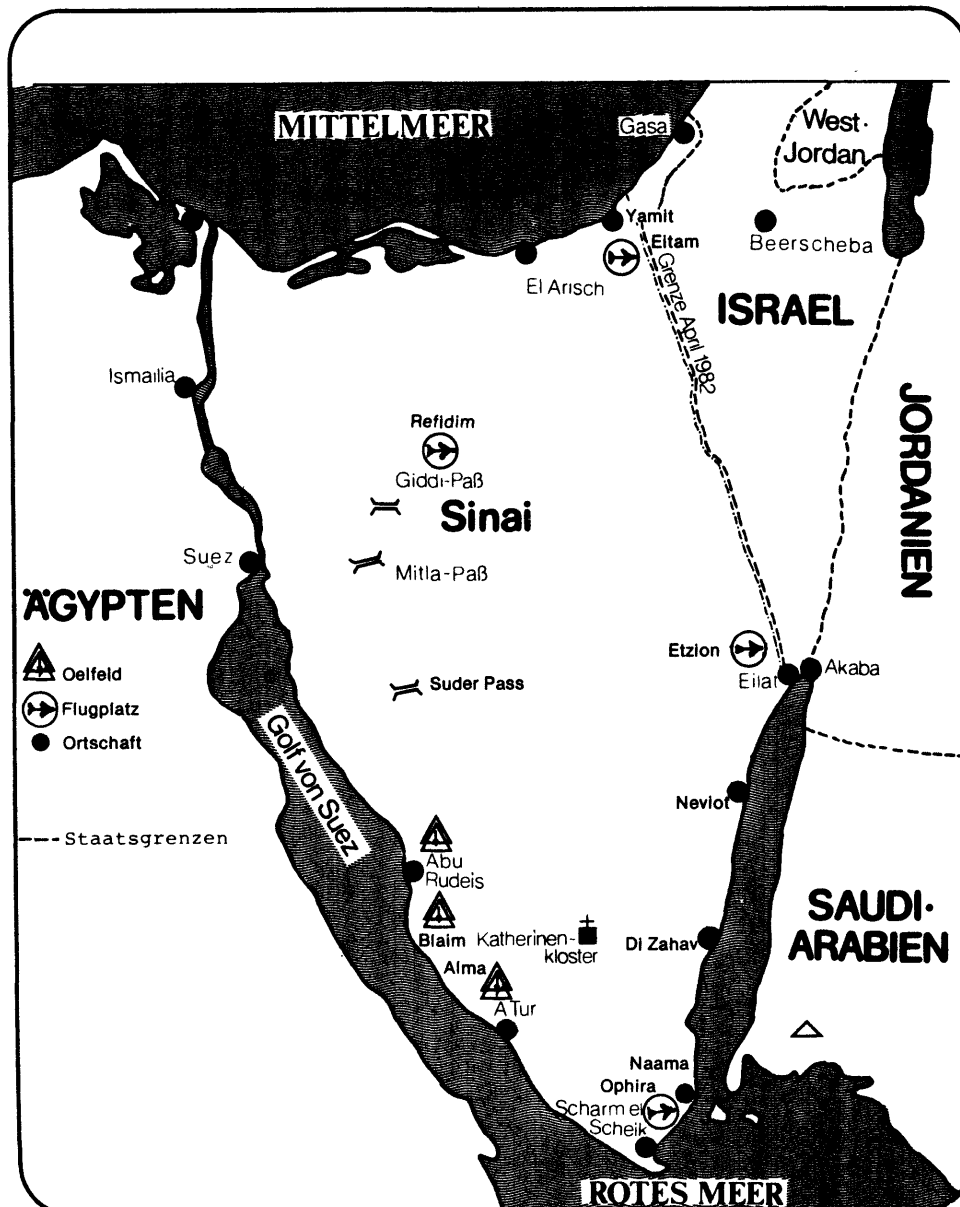 MITTELMEER
Gasa
West-
Jordan
Yamit
Eitam
Beerscheba
El Arisch
Grenze April 1982
ISRAEL
Ismailia
JORDANIEN
Refidim
Giddi-Paß
Sinai
Suez
Mitla-Paß
ÄGYPTEN
Etzion
Eilat
Akaba
Oelfeld
Suder Pass
Flugplatz
Ortschaft
Golf von Suez
Neviot
Staatsgrenzen
Abu
Rudeis
SAUDI-
ARABIEN
Blaim
Katherinen-
kloster
Di Zahav
Alma
A Tur
Naama
Ophira
Scharm el
Scheik
ROTES MEER